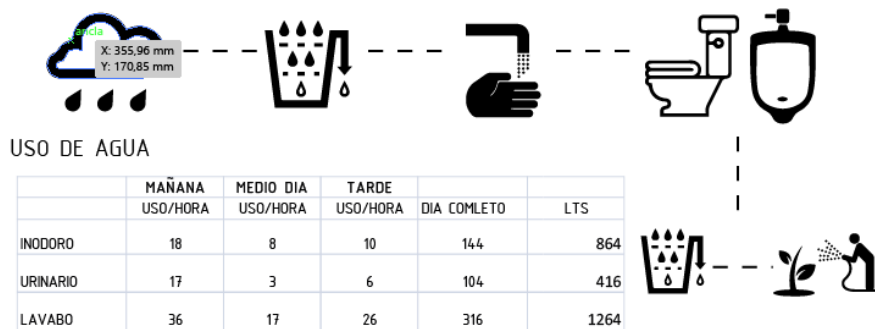 ancla
X: 355,96 mm
Y: 170,85 mm
USO DE AGUA
MAÑANA MEDIO DIA TARDE
USO/HORA USO/HORA USO/HORA DIA COMLETO LTS
INODORO 18 8 10 144 864
URINARIO 17 3 6 104 416
LAVABO 36 17 26 316 1264